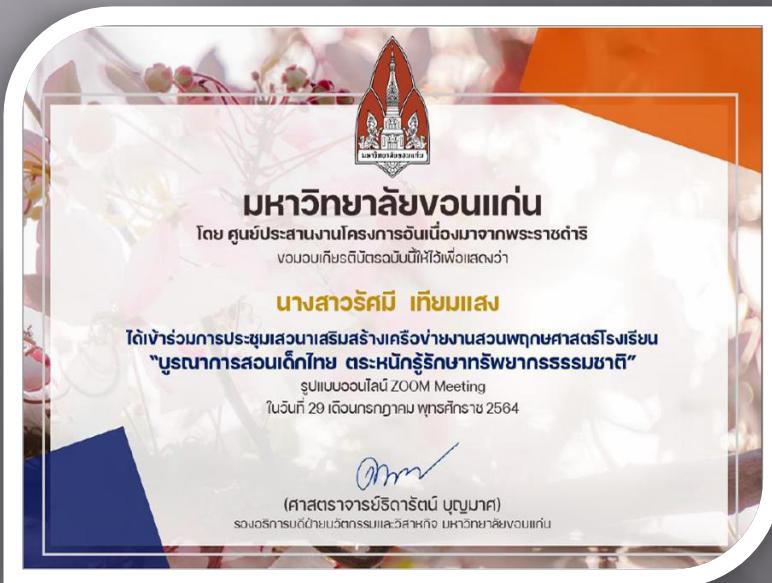 มหาวิทยาลัยขอนแก่น
มหาวิทยาลัยขอนแก่น
โดย ศูนย์ประสานงานโครงการอันเนื่องมาจากพระราชดำริ
ขอมอบเกียรติบัตรฉบับนี้ให้ไว้เพื่อแสดงว่า
นางสาวรัศมี เทียมแสง
ได้เข้าร่วมการประชุมเสวนาเสริมสร้างเครือข่ายงานสวนพฤกษศาสตร์โรงเรียน
“บูรณาการสอนเด็กไทย ตระหนักรู้รักษาทรัพยากรธรรมชาติ”
รูปแบบออนไลน์ ZOOM Meeting
ในวันที่ 29 เดือนกรกฎาคม พุทธศักราช 2564
(ศาสตราจารย์ธิดารัตน์ บุญมาศ)
รองอธิการบดีฝ่ายนวัตกรรมและวิสาหกิจ มหาวิทยาลัยขอนแก่น